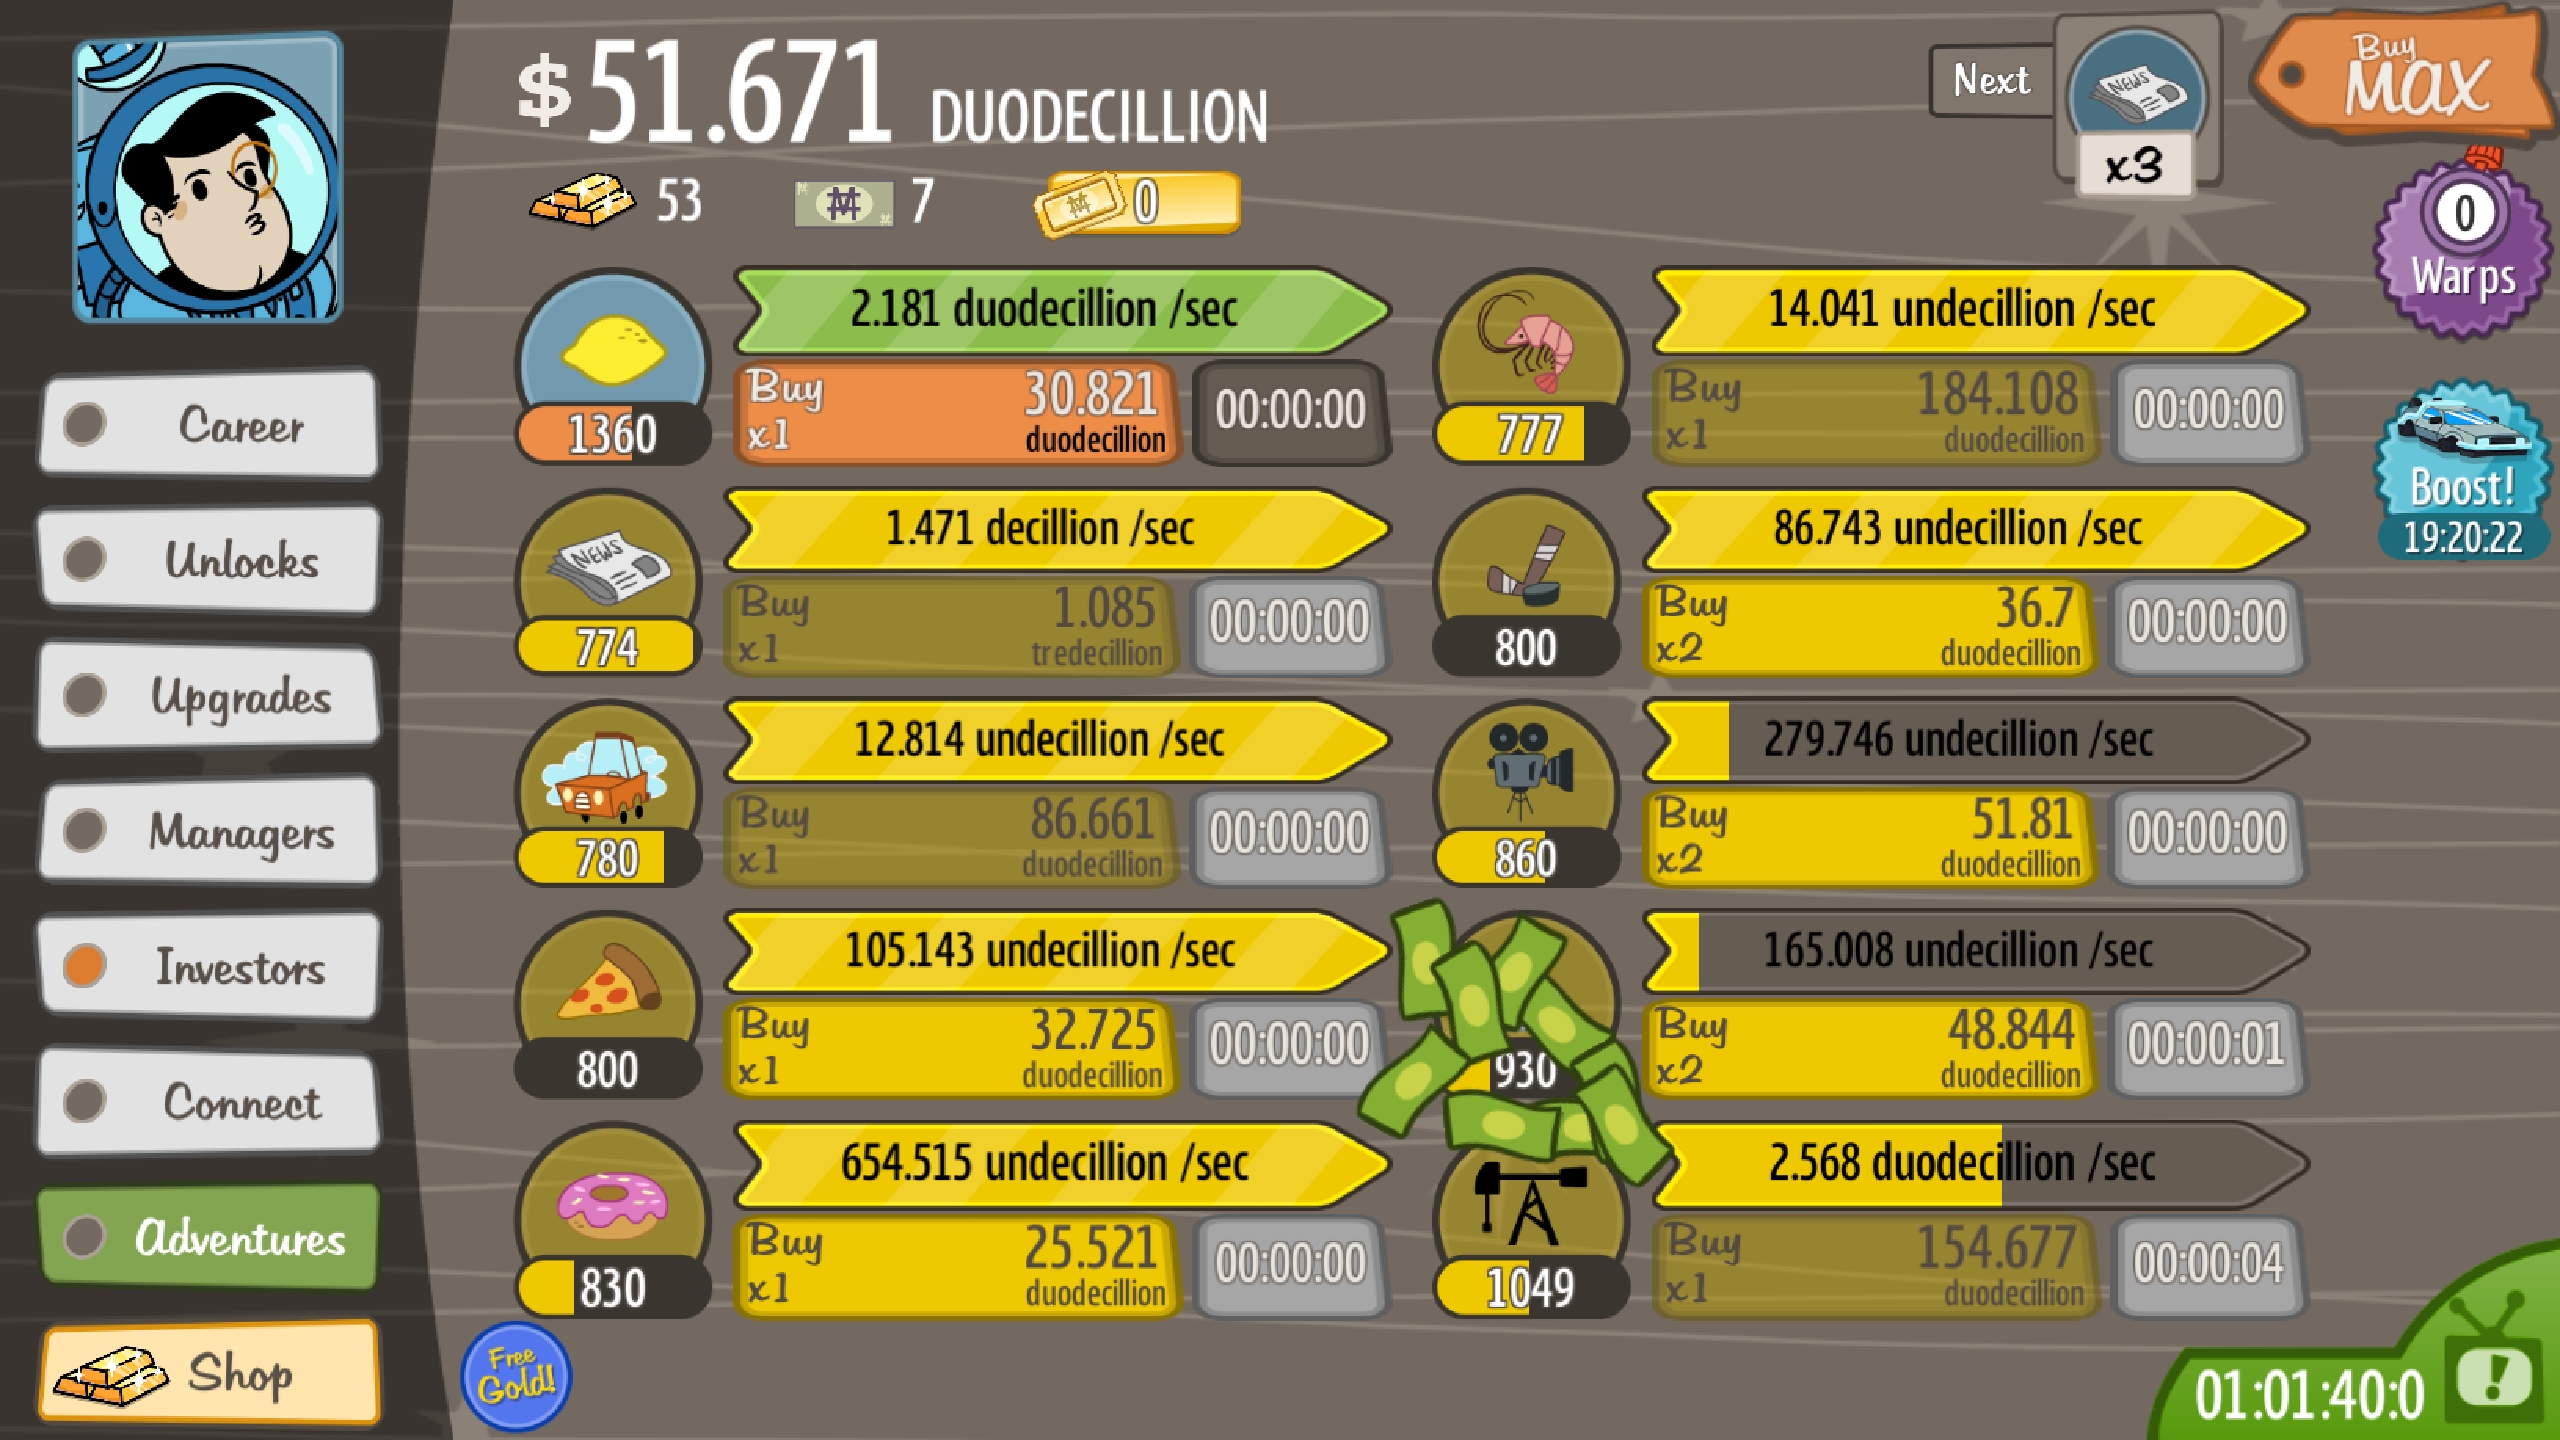 $51.671 DUODECILLION
Next
x3
Buy
MAX
53
7
0
0
Warps
Boost!
19:20:22
Career
Unlocks
Upgrades
Managers
Investors
Connect
Adventures
Shop
2.181 duodecillion /sec
1360
Buy
x1
30.821
duodecillion
00:00:00
NEWS
1.471 decillion /sec
774
Buy
x1
1.085
tredecillion
00:00:00
12.814 undecillion /sec
780
Buy
x1
86.661
duodecillion
00:00:00
105.143 undecillion /sec
800
Buy
x1
32.725
duodecillion
00:00:00
654.515 undecillion /sec
830
Buy
x1
25.521
duodecillion
00:00:00
14.041 undecillion /sec
777
Buy
x1
184.108
duodecillion
00:00:00
86.743 undecillion /sec
800
Buy
x2
36.7
duodecillion
00:00:00
279.746 undecillion /sec
860
Buy
x2
51.81
duodecillion
00:00:00
165.008 undecillion /sec
930
Buy
x2
48.844
duodecillion
00:00:01
2.568 duodecillion /sec
1049
Buy
x1
154.677
duodecillion
00:00:04
Free
Gold!
01:01:40:0
!
NEWS